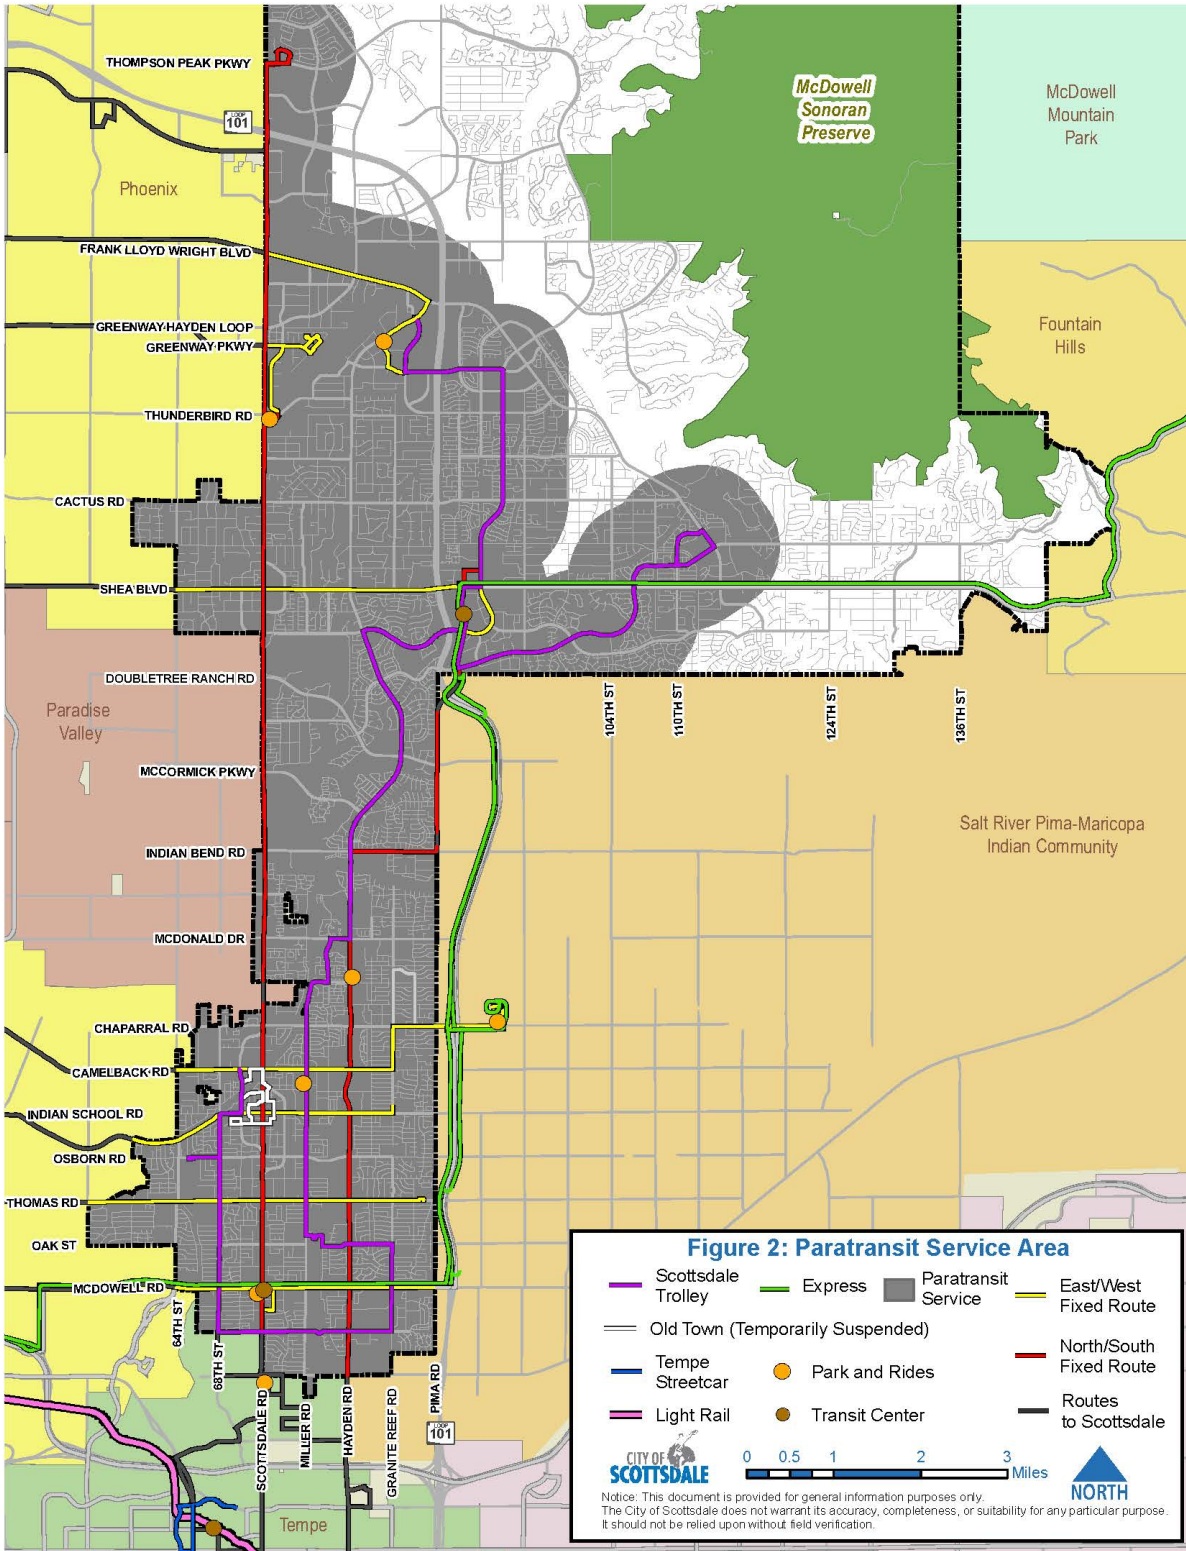 THOMPSON PEAK PKWY
LOOP
101
McDowell
Sonoran
Preserve
McDowell
Mountain
Park
Phoenix
FRANK LLOYD WRIGHT BLVD
GREENWAY-HAYDEN LOOP
GREENWAY PKWY
Fountain
Hills
THUNDERBIRD RD
CACTUS RD
SHEA BLVD
DOUBLETREE RANCH RD
104TH ST
110TH ST
124TH ST
136TH ST
Paradise
Valley
MCCORMICK PKWY
Salt River Pima-Maricopa
Indian Community
INDIAN BEND RD
MCDONALD DR
CHAPARRAL RD
CAMELBACK RD
INDIAN SCHOOL RD
OSBORN RD
THOMAS RD
OAK ST
MCDOWELL RD
64TH ST
68TH ST
SCOTTSDALE RD
MILLER RD
HAYDEN RD
GRANITE REEF RD
PIMA RD
LOOP
101
Tempe
Figure 2: Paratransit Service Area
Scottsdale
Trolley
Express
Paratransit
Service
East/West
Fixed Route
Old Town (Temporarily Suspended)
North/South
Fixed Route
Tempe
Streetcar
Park and Rides
Light Rail
Transit Center
Routes
to Scottsdale
CITY OF
SCOTTSDALE
0 0.5 1 2 3
Miles
NORTH
Notice: This document is provided for general information purposes only.
The City of Scottsdale does not warrant its accuracy, completeness, or suitability for any particular purpose.
It should not be relied upon without field verification.